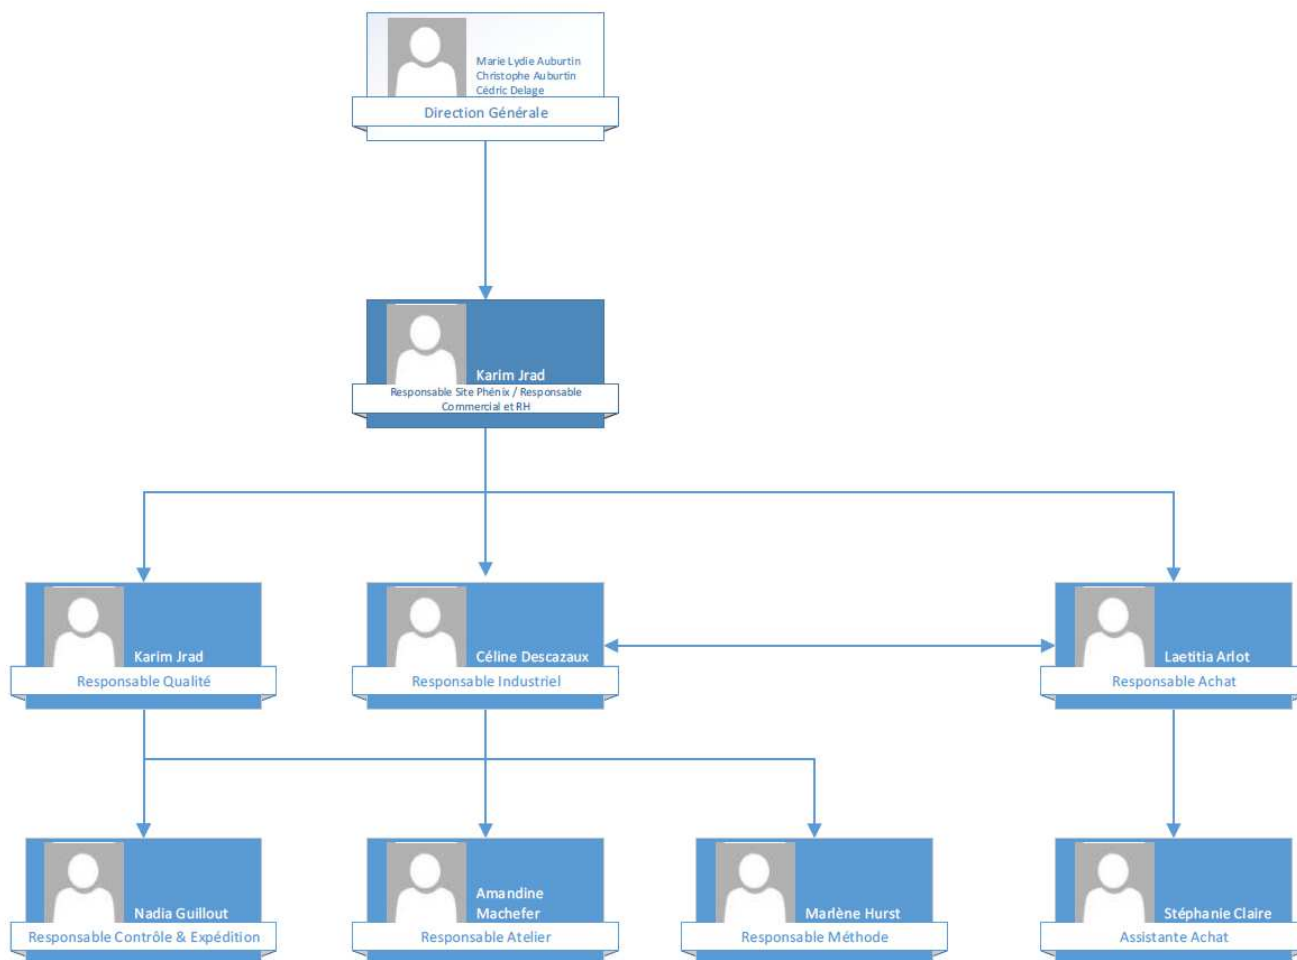 Marie Lydie Auburtin
Christophe Auburtin
Cédric Delage
Direction Générale
Karim Jrad
Responsable Site Phénix / Responsable
Commercial et RH
Karim Jrad
Responsable Qualité
Céline Descazaux
Responsable Industriel
Laetitia Arlot
Responsable Achat
Nadia Guillout
Responsable Contrôle & Expédition
Amandine
Machefer
Responsable Atelier
Marlène Hurst
Responsable Méthode
Stéphanie Claire
Assistante Achat